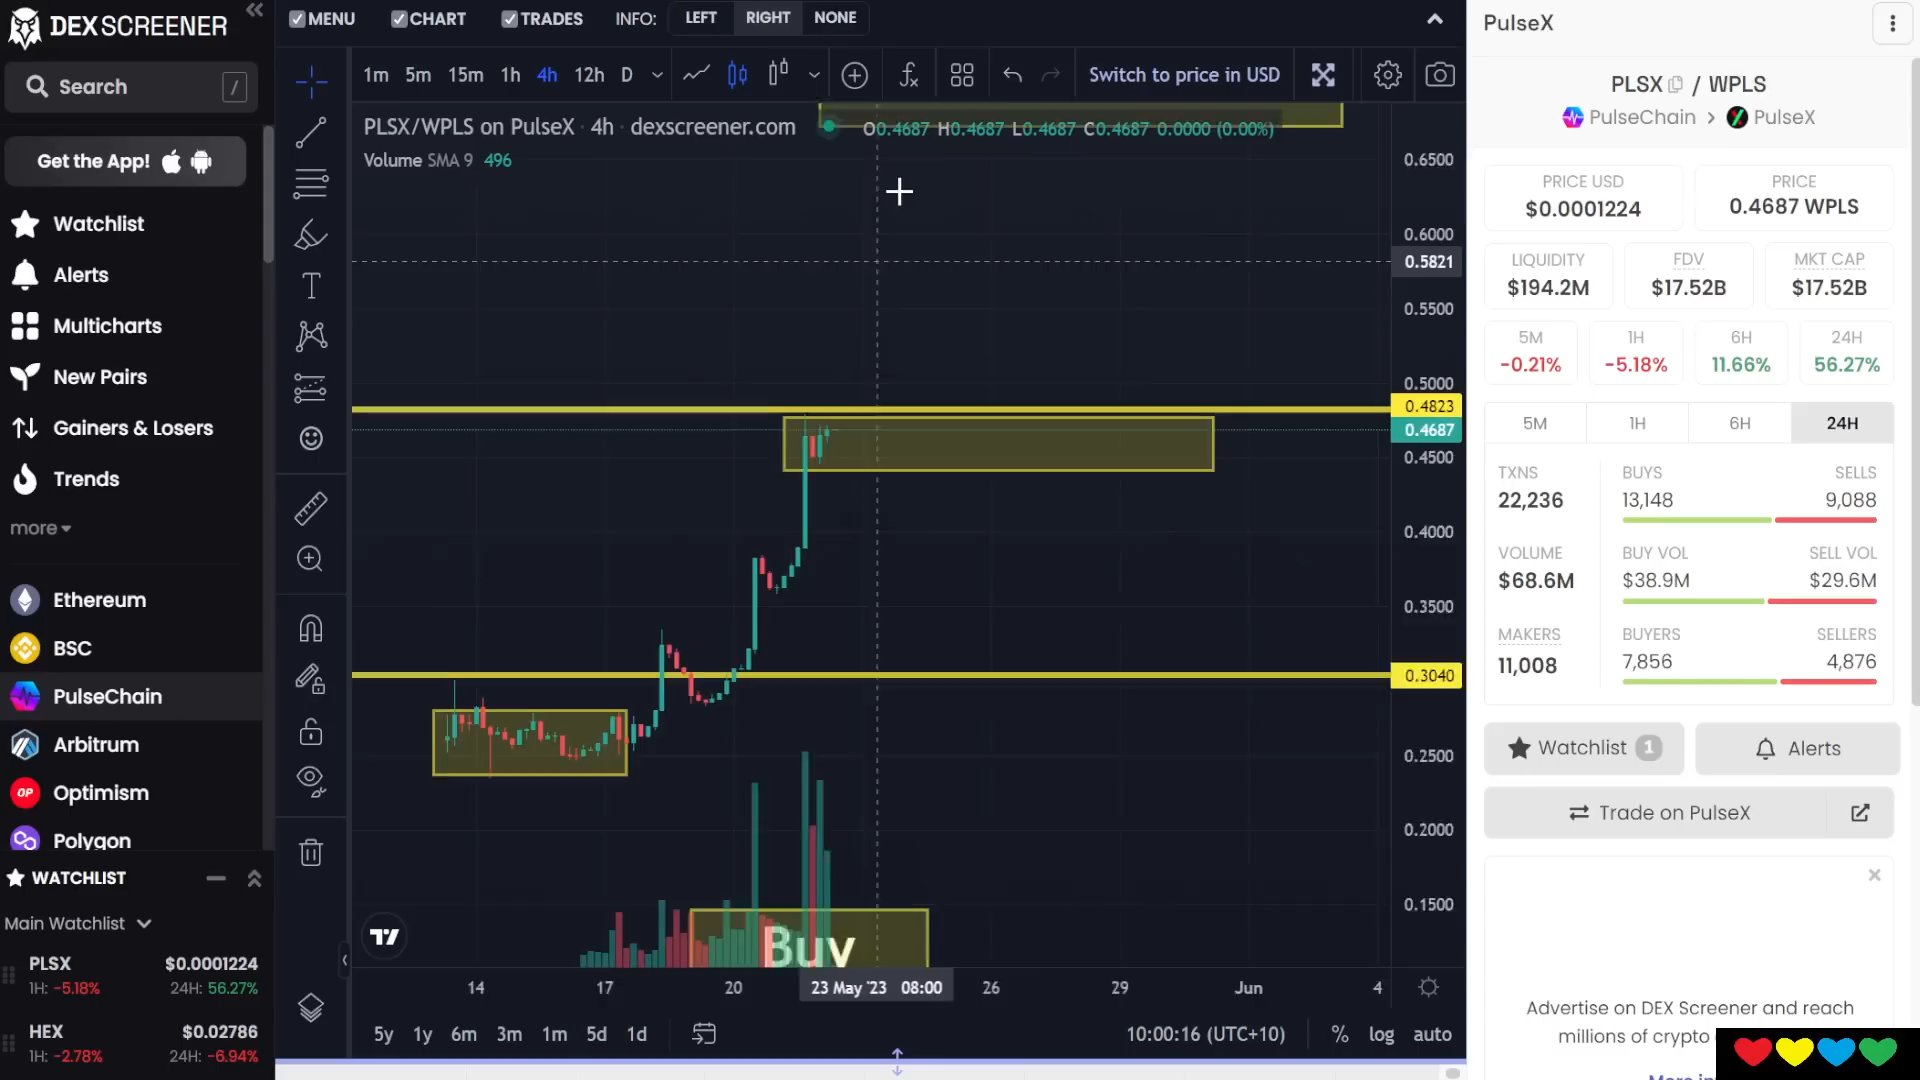 DEX SCREENER
Search
/
Get the App!
Watchlist
Alerts
Multicharts
New Pairs
Gainers & Losers
Trends
more
Ethereum
BSC
PulseChain
Arbitrum
OP
Optimism
Polygon
WATCHLIST
Main Watchlist
PLSX $0.0001224
1H: -5.18% 24H: 56.27%
HEX $0.02786
1H: -2.78% 24H: -6.94%
MENU CHART TRADES INFO: LEFT RIGHT NONE
1m 5m 15m 1h 4h 12h D Switch to price in USD
PLSX/WPLS on PulseX · 4h · dexscreener.com O0.4687 H0.4687 L0.4687 C0.4687 0.0000 (0.00%)
Volume SMA 9 496
0.6500
0.6000
0.5821
0.5500
0.5000
0.4823
0.4687
0.4500
0.4000
0.3500
0.3040
0.2500
0.2000
0.1500
Buy
14 17 20 23 May '23 08:00 26 29 Jun 4
5y 1y 6m 3m 1m 5d 1d 10:00:16 (UTC+10) % log auto
PulseX
PLSX / WPLS
PulseChain > PulseX
PRICE USD PRICE
$0.0001224 0.4687 WPLS
LIQUIDITY FDV MKT CAP
$194.2M $17.52B $17.52B
5M 1H 6H 24H
-0.21% -5.18% 11.66% 56.27%
5M 1H 6H 24H
TXNS BUYS SELLS
22,236 13,148 9,088
VOLUME BUY VOL SELL VOL
$68.6M $38.9M $29.6M
MAKERS BUYERS SELLERS
11,008 7,856 4,876
Watchlist 1 Alerts
Trade on PulseX
Advertise on DEX Screener and reach
millions of crypto